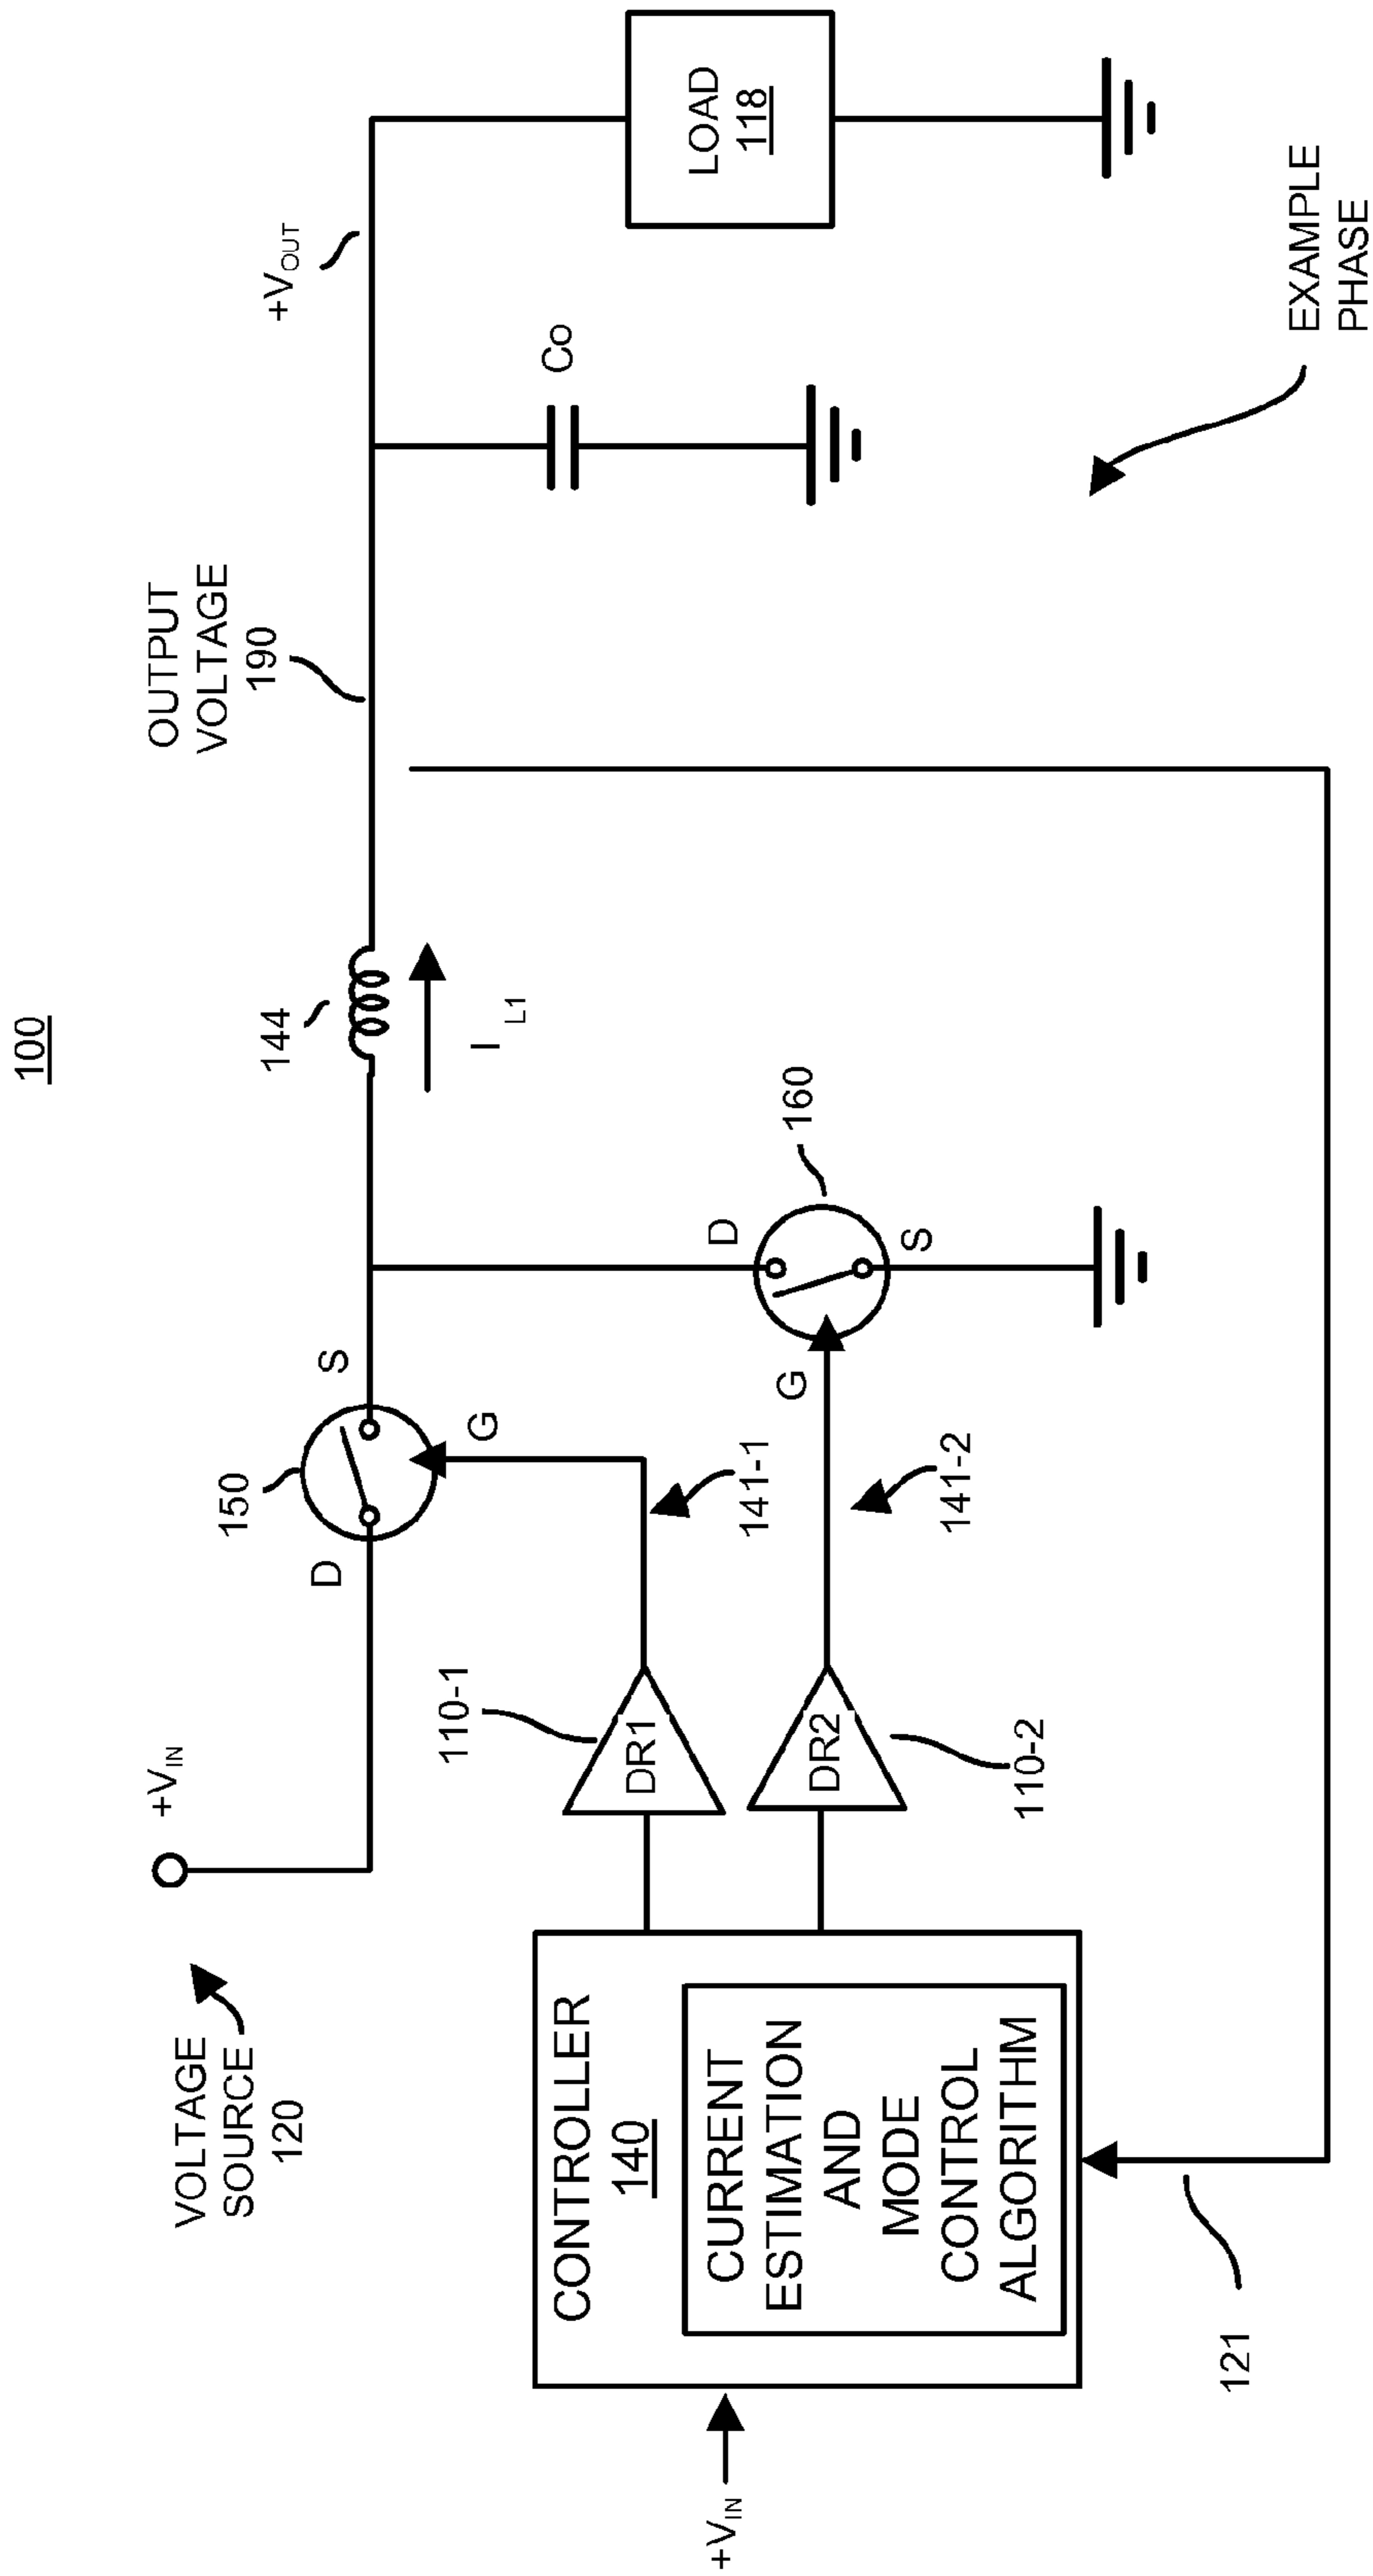 100
VOLTAGE
SOURCE
120
+VIN
D
150
S
G
144
I L1
OUTPUT
VOLTAGE
190
+VOUT
Co
LOAD
118
110-1
DR1
141-1
D
160
S
G
141-2
DR2
110-2
+VIN
CONTROLLER
140
CURRENT
ESTIMATION
AND
MODE
CONTROL
ALGORITHM
121
EXAMPLE
PHASE